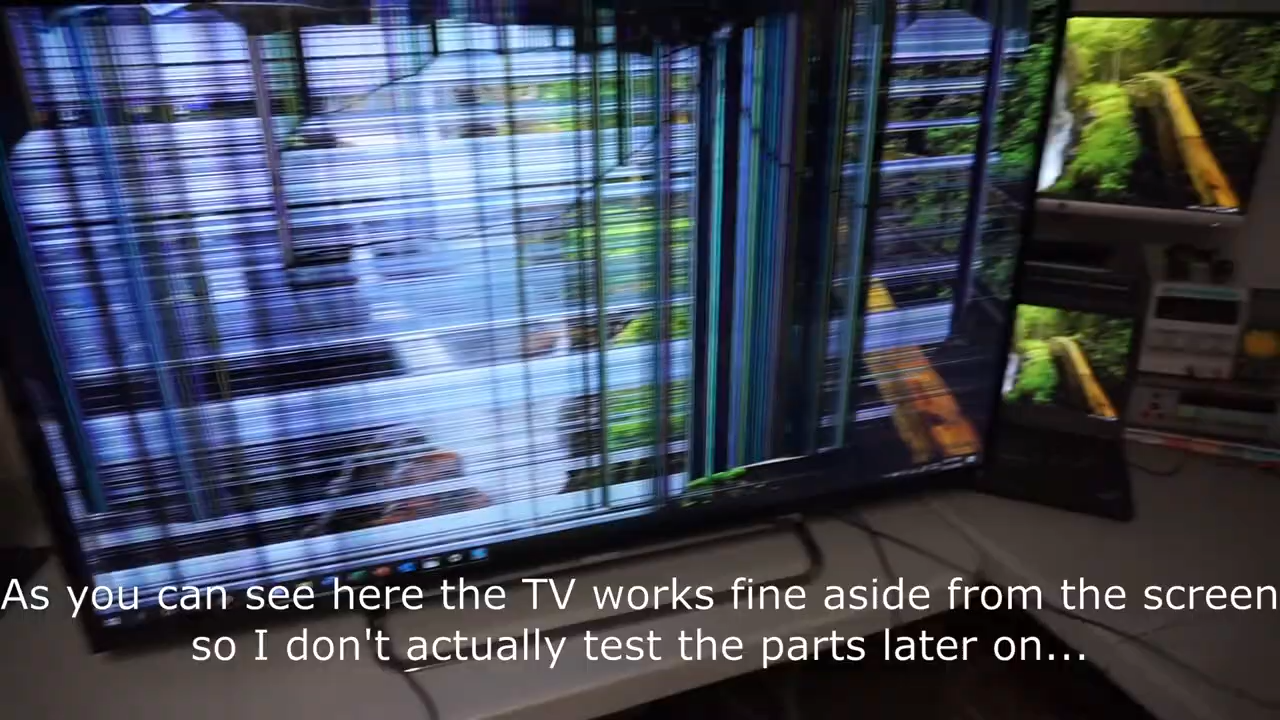 As you can see here the TV works fine aside from the screen
so I don't actually test the parts later on...